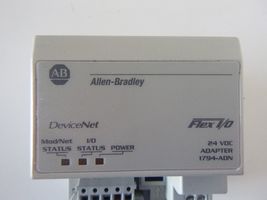 AB
Allen-Bradley
DeviceNet
Flex I/O
Mod/Net I/O
STATUS STATUS POWER
24 VDC
ADAPTER
1794-ADN